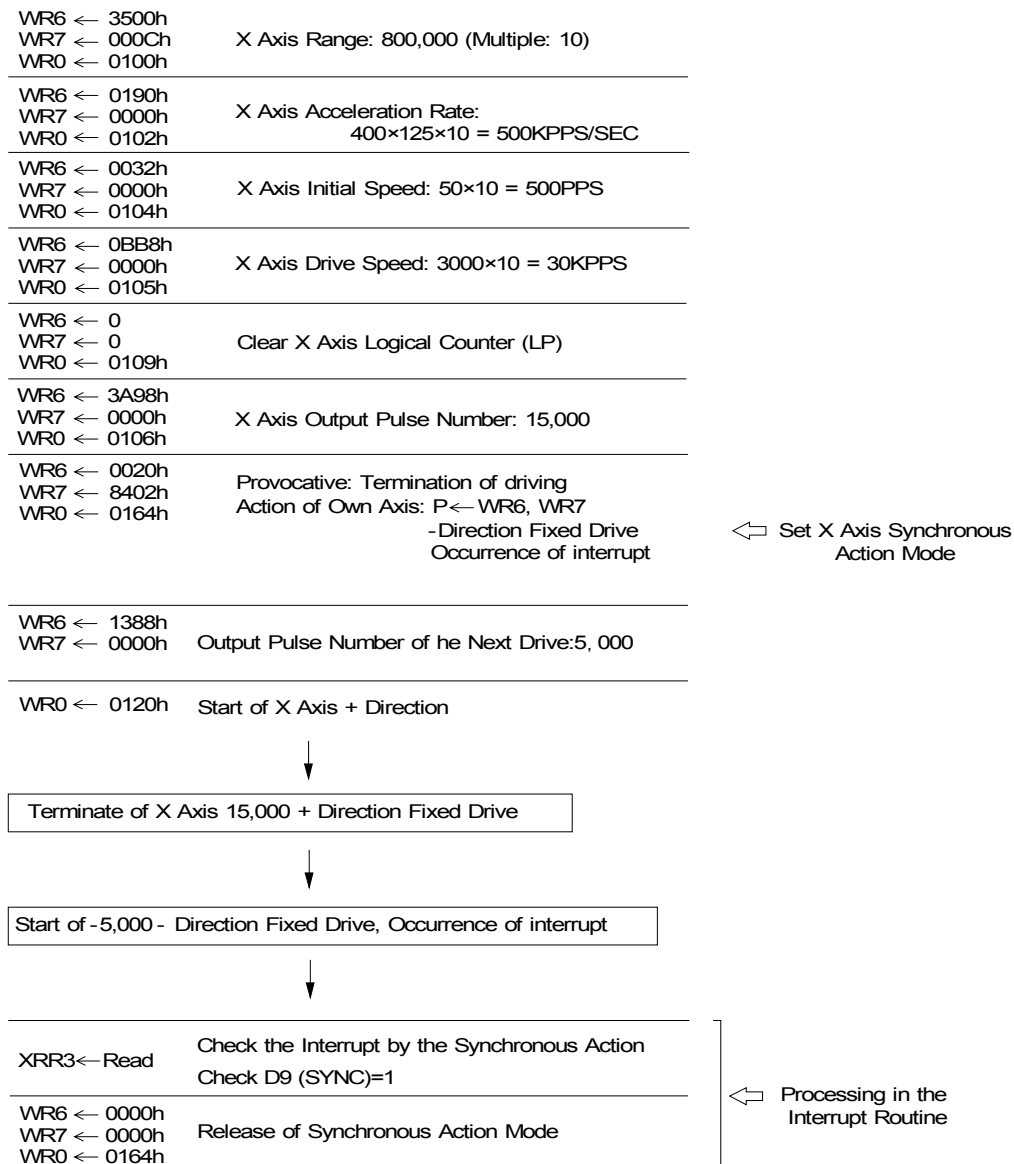 WR6 ← 3500h
WR7 ← 000Ch X Axis Range: 800,000 (Multiple: 10)
WR0 ← 0100h
WR6 ← 0190h
WR7 ← 0000h X Axis Acceleration Rate:
WR0 ← 0102h 400×125×10 = 500KPPS/SEC
WR6 ← 0032h
WR7 ← 0000h X Axis Initial Speed: 50×10 = 500PPS
WR0 ← 0104h
WR6 ← 0BB8h
WR7 ← 0000h X Axis Drive Speed: 3000×10 = 30KPPS
WR0 ← 0105h
WR6 ← 0
WR7 ← 0 Clear X Axis Logical Counter (LP)
WR0 ← 0109h
WR6 ← 3A98h
WR7 ← 0000h X Axis Output Pulse Number: 15,000
WR0 ← 0106h
WR6 ← 0020h
WR7 ← 8402h Provocative: Termination of driving
WR0 ← 0164h Action of Own Axis: P← WR6, WR7
-Direction Fixed Drive
Occurrence of interrupt
⇦ Set X Axis Synchronous
Action Mode
WR6 ← 1388h
WR7 ← 0000h Output Pulse Number of he Next Drive:5, 000
WR0 ← 0120h Start of X Axis + Direction
Terminate of X Axis 15,000 + Direction Fixed Drive
Start of -5,000 - Direction Fixed Drive, Occurrence of interrupt
XRR3←Read Check the Interrupt by the Synchronous Action
Check D9 (SYNC)=1
WR6 ← 0000h
WR7 ← 0000h Release of Synchronous Action Mode
WR0 ← 0164h
⇦ Processing in the
Interrupt Routine